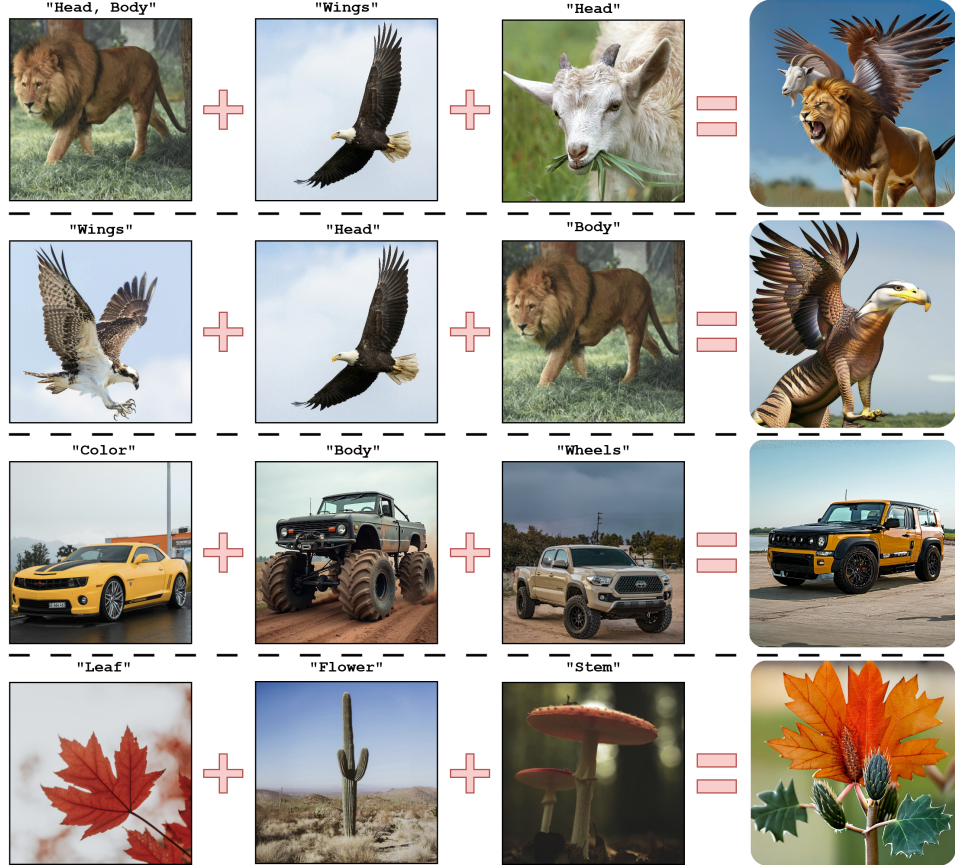 "Head, Body"
"Wings"
"Head"
"Wings"
"Head"
"Body"
"Color"
"Body"
"Wheels"
"Leaf"
"Flower"
"Stem"